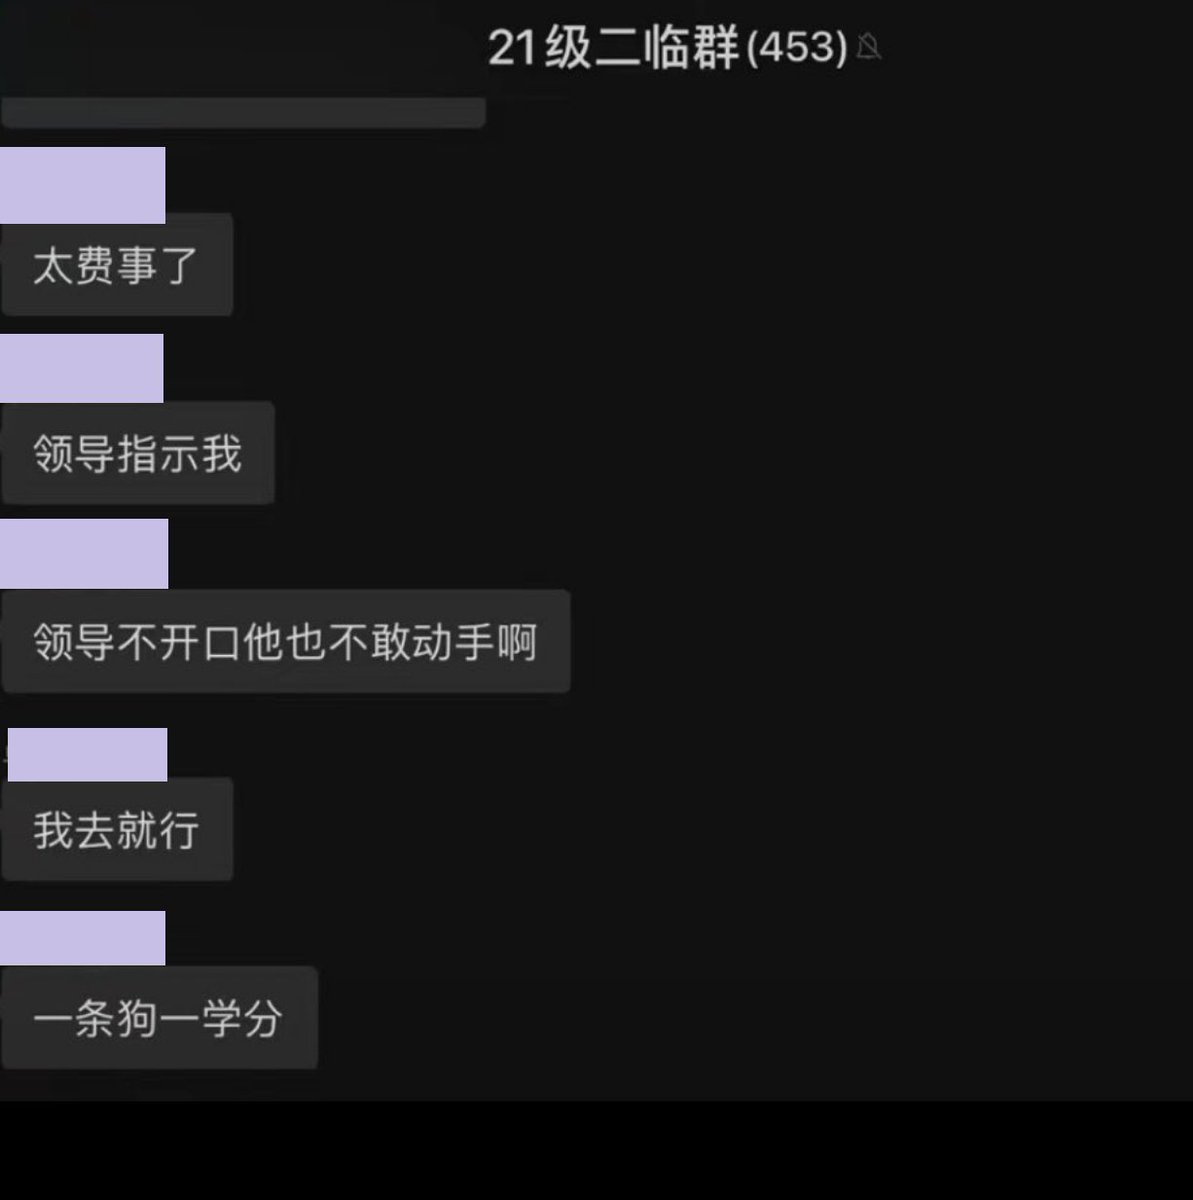 21级二临群(453)
太费事了
领导指示我
领导不开口他也不敢动手啊
我去就行
一条狗一学分